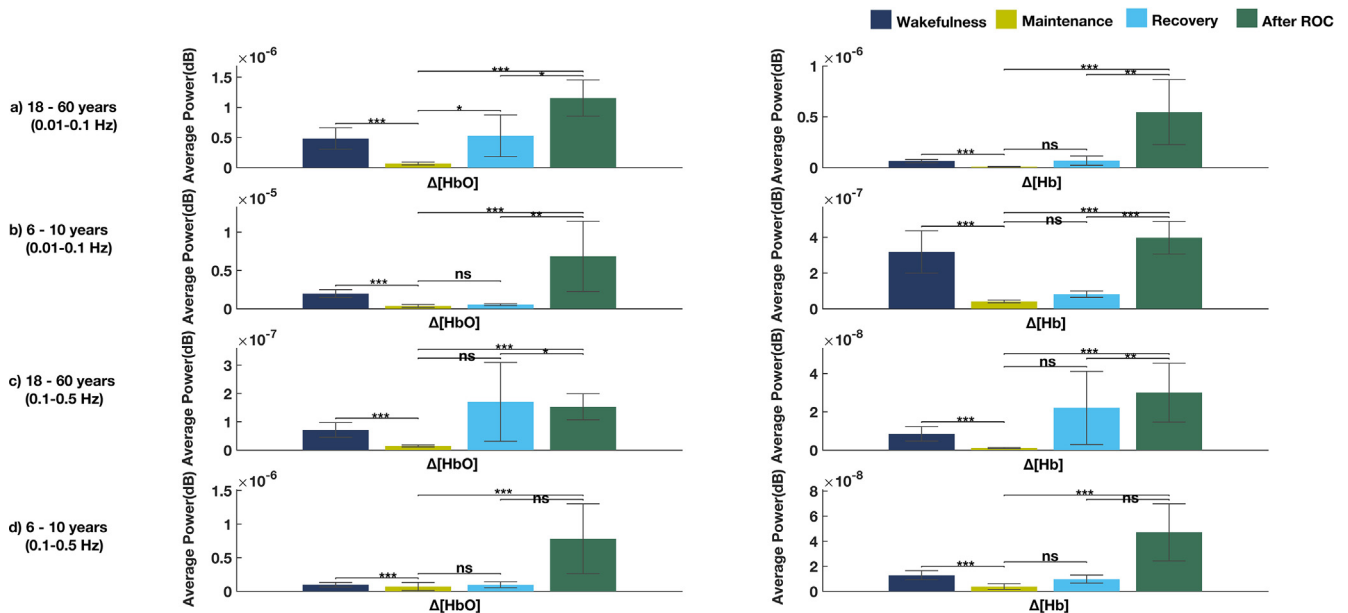 Wakefulness Maintenance Recovery After ROC
a) 18 - 60 years
(0.01-0.1 Hz)
Average Power(dB)
×10⁻⁶
1.5
1
0.5
0
***
*
***
*
Δ[HbO]
Average Power(dB)
×10⁻⁶
1
0.5
0
***
ns
***
**
Δ[Hb]
b) 6 - 10 years
(0.01-0.1 Hz)
Average Power(dB)
×10⁻⁵
1
0.5
0
***
ns
***
**
Δ[HbO]
Average Power(dB)
×10⁻⁷
4
2
0
***
ns
***
***
Δ[Hb]
c) 18 - 60 years
(0.1-0.5 Hz)
Average Power(dB)
×10⁻⁷
3
2
1
0
***
ns
***
*
Δ[HbO]
Average Power(dB)
×10⁻⁸
4
2
0
***
ns
***
**
Δ[Hb]
d) 6 - 10 years
(0.1-0.5 Hz)
Average Power(dB)
×10⁻⁶
1.5
1
0.5
0
***
ns
***
ns
Δ[HbO]
Average Power(dB)
×10⁻⁸
8
6
4
2
0
***
ns
***
ns
Δ[Hb]